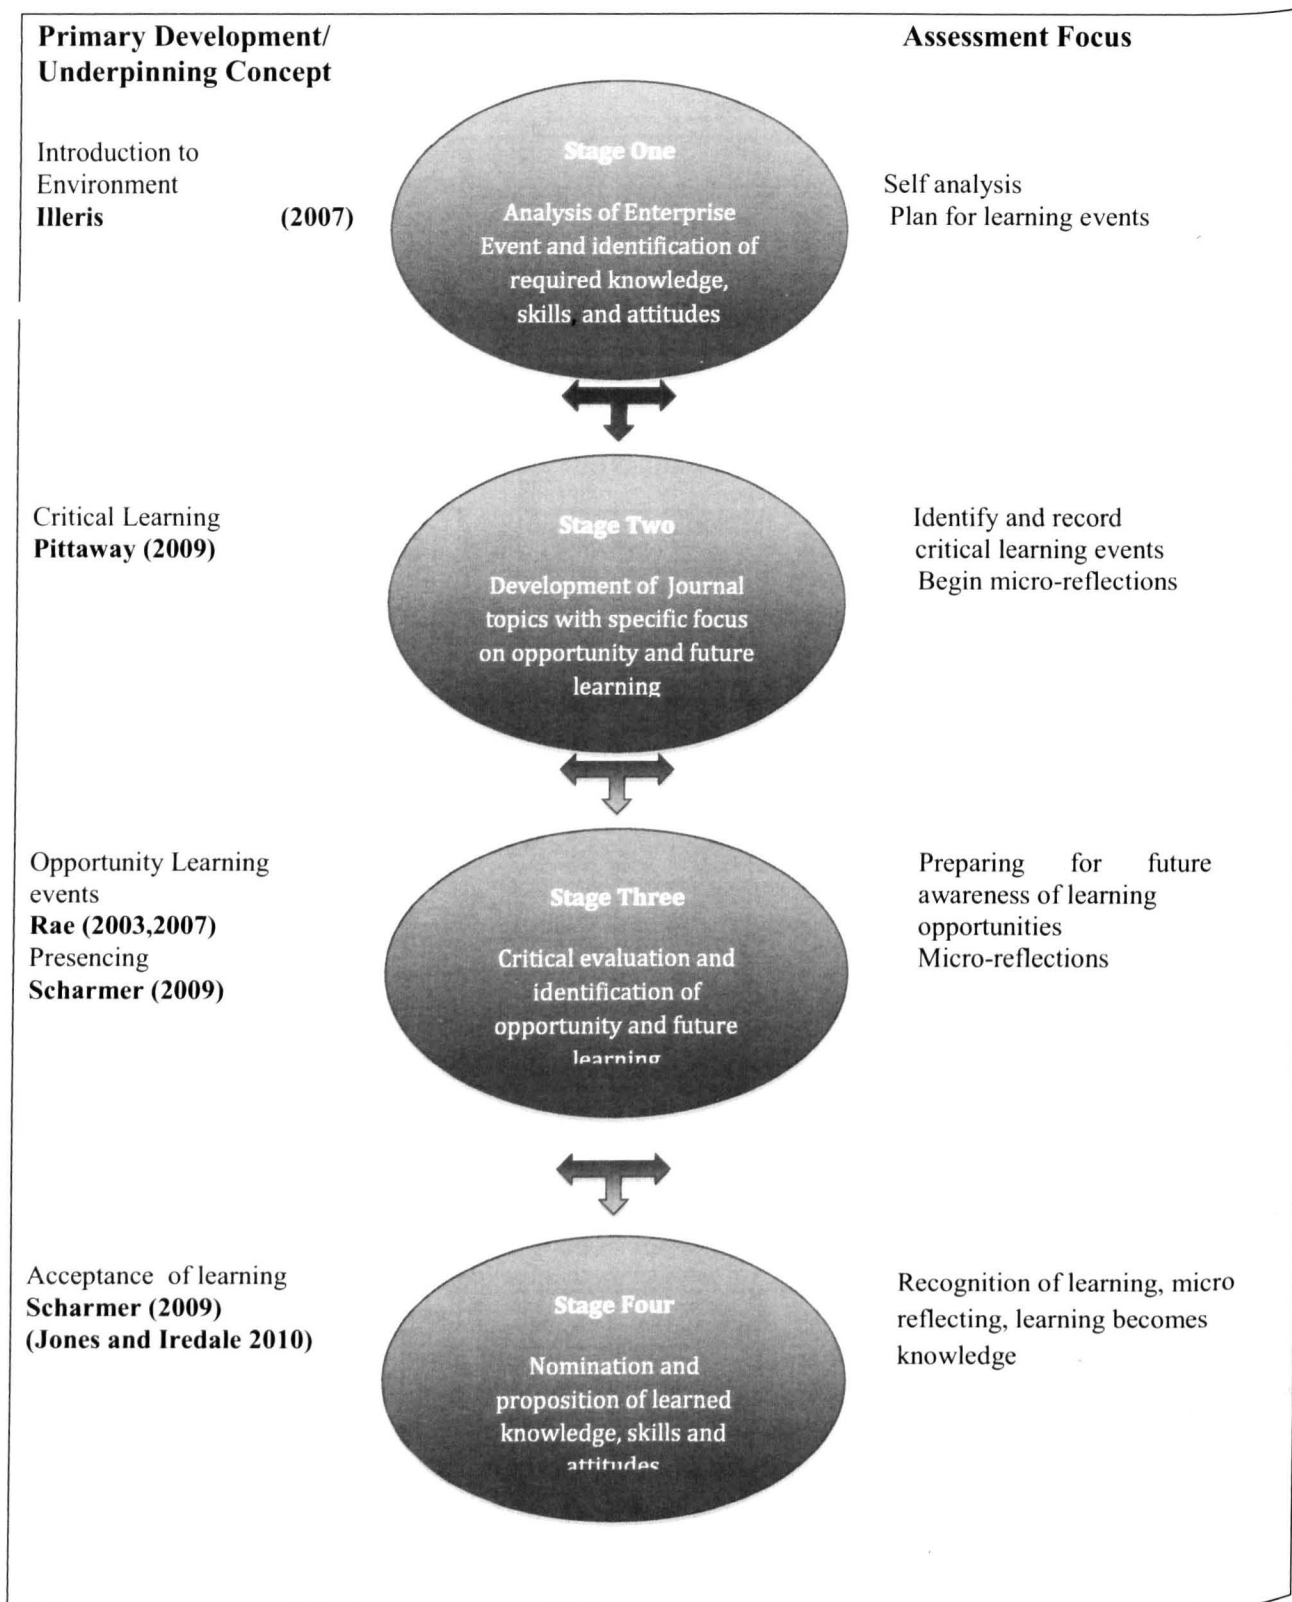 Primary Development/
Underpinning Concept
Assessment Focus
Introduction to
Environment
Illeris (2007)
Stage One
Analysis of Enterprise
Event and identification of
required knowledge,
skills, and attitudes
Self analysis
Plan for learning events
Critical Learning
Pittaway (2009)
Stage Two
Development of Journal
topics with specific focus
on opportunity and future
learning
Identify and record
critical learning events
Begin micro-reflections
Opportunity Learning
events
Rae (2003,2007)
Presencing
Scharmer (2009)
Stage Three
Critical evaluation and
identification of
opportunity and future
learning
Preparing for future
awareness of learning
opportunities
Micro-reflections
Acceptance of learning
Scharmer (2009)
(Jones and Iredale 2010)
Stage Four
Nomination and
proposition of learned
knowledge, skills and
attitudes
Recognition of learning, micro
reflecting, learning becomes
knowledge